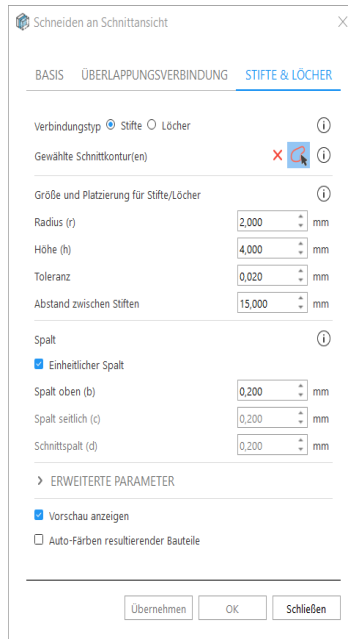 Schneiden an Schnittansicht
BASIS ÜBERLAPPUNGSVERBINDUNG STIFTE & LÖCHER
Verbindungstyp Stifte Löcher
Gewählte Schnittkontur(en)
Größe und Platzierung für Stifte/Löcher
Radius (r) 2,000 mm
Höhe (h) 4,000 mm
Toleranz 0,020 mm
Abstand zwischen Stiften 15,000 mm
Spalt
Einheitlicher Spalt
Spalt oben (b) 0,200 mm
Spalt seitlich (c) 0,200 mm
Schnittspalt (d) 0,200 mm
ERWEITERTE PARAMETER
Vorschau anzeigen
Auto-Färben resultierender Bauteile
Übernehmen OK Schließen